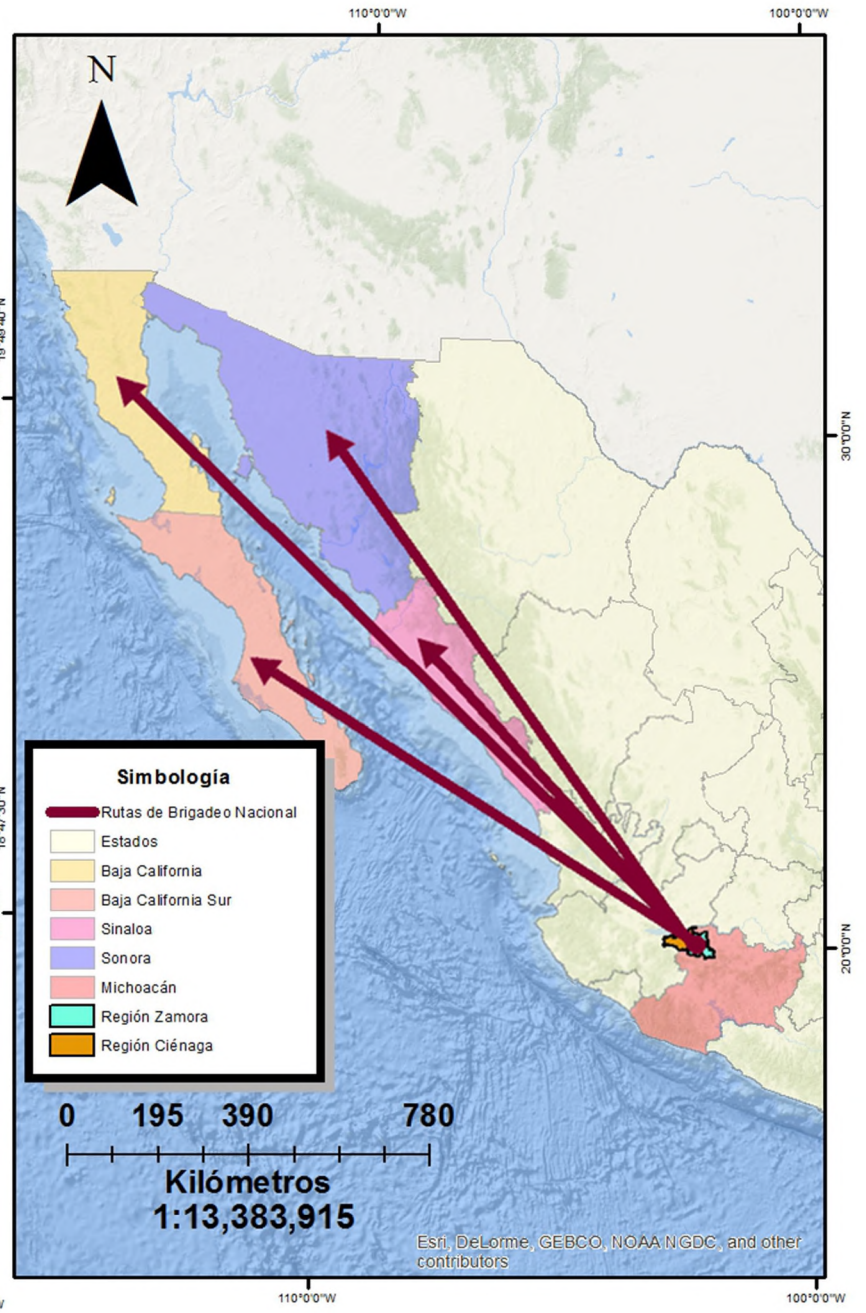 110°0'0"W
100°0'0"W
N
30°0'0"N
20°0'0"N
Simbología
Rutas de Brigadeo Nacional
Estados
Baja California
Baja California Sur
Sinaloa
Sonora
Michoacán
Región Zamora
Región Ciénaga
0 195 390 780
Kilómetros
1:13,383,915
Esri, DeLorme, GEBCO, NOAA NGDC, and other
contributors
110°0'0"W
100°0'0"W